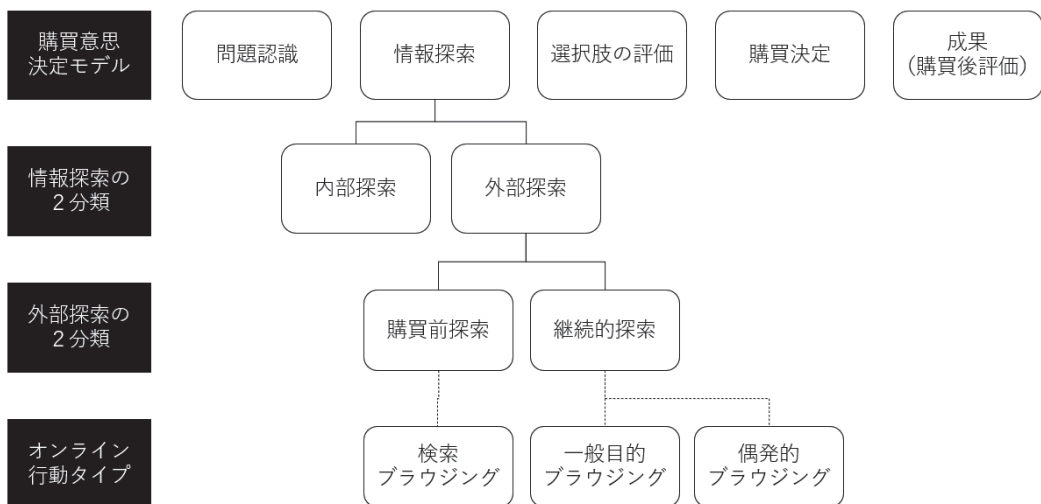 購買意思
決定モデル
問題認識
情報探索
選択肢の評価
購買決定
成果
（購買後評価）
情報探索の
２分類
内部探索
外部探索
外部探索の
２分類
購買前探索
継続的探索
オンライン
行動タイプ
検索
ブラウジング
一般目的
ブラウジング
偶発的
ブラウジング